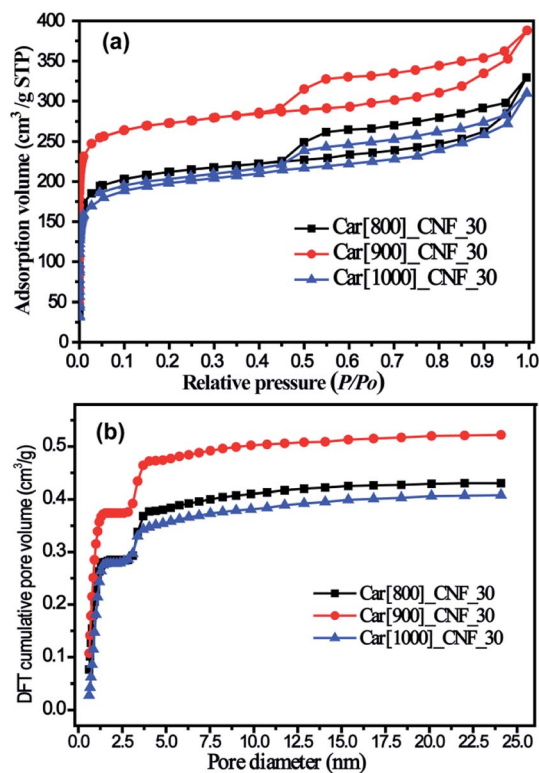 (a)
Adsorption volume (cm³/g STP)
400
350
300
250
200
150
100
50
0
Car[800]_CNF_30
Car[900]_CNF_30
Car[1000]_CNF_30
0.0 0.1 0.2 0.3 0.4 0.5 0.6 0.7 0.8 0.9 1.0
Relative pressure (P/Po)
(b)
DFT cumulative pore volume (cm³/g)
0.5
0.4
0.3
0.2
0.1
0.0
Car[800]_CNF_30
Car[900]_CNF_30
Car[1000]_CNF_30
0.0 2.5 5.0 7.5 10.0 12.5 15.0 17.5 20.0 22.5 25.0
Pore diameter (nm)